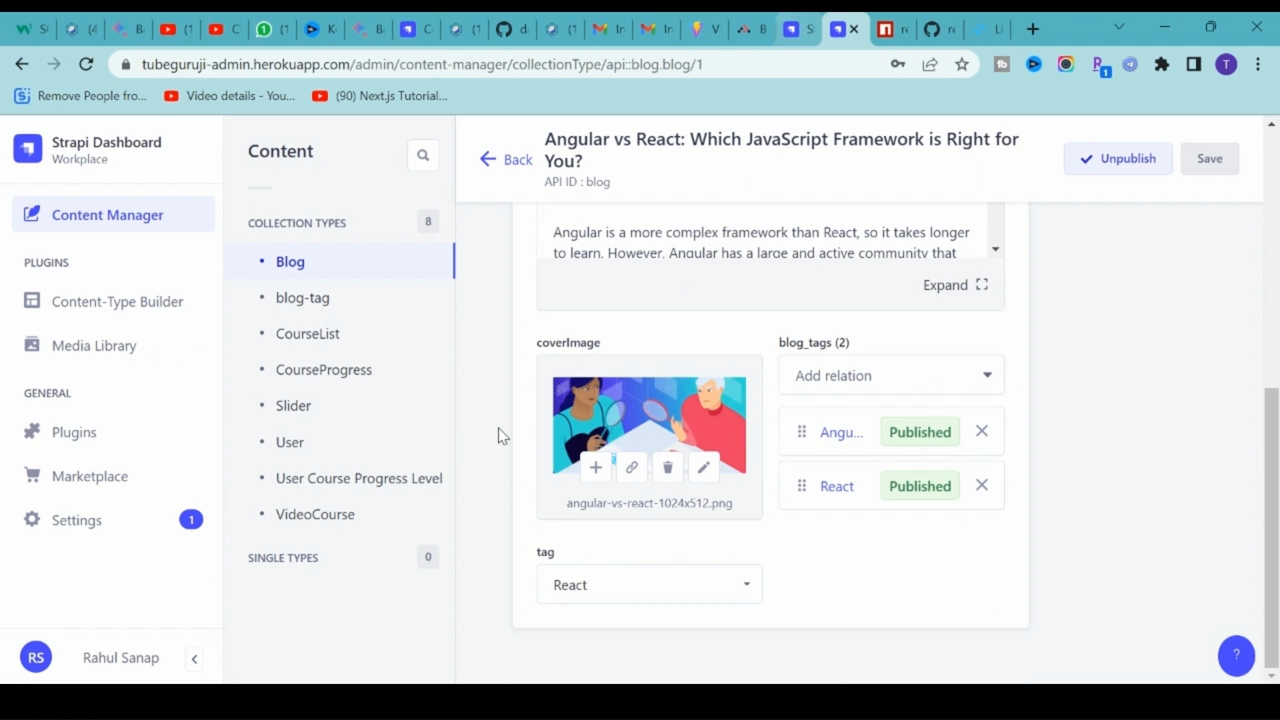 tubeguruji-admin.herokuapp.com/admin/content-manager/collectionType/api::blog.blog/1
Remove People fro...
Video details - You...
(90) Next.js Tutorial...
Strapi Dashboard
Workplace
Content Manager
PLUGINS
Content-Type Builder
Media Library
GENERAL
Plugins
Marketplace
Settings
1
RS
Rahul Sanap
Content
COLLECTION TYPES
8
Blog
blog-tag
CourseList
CourseProgress
Slider
User
User Course Progress Level
VideoCourse
SINGLE TYPES
0
Back
Angular vs React: Which JavaScript Framework is Right for
You?
API ID : blog
Unpublish
Save
Angular is a more complex framework than React, so it takes longer
to learn. However, Angular has a large and active community that
Expand
coverImage
angular-vs-react-1024x512.png
blog_tags (2)
Add relation
Angu...
Published
React
Published
tag
React
?